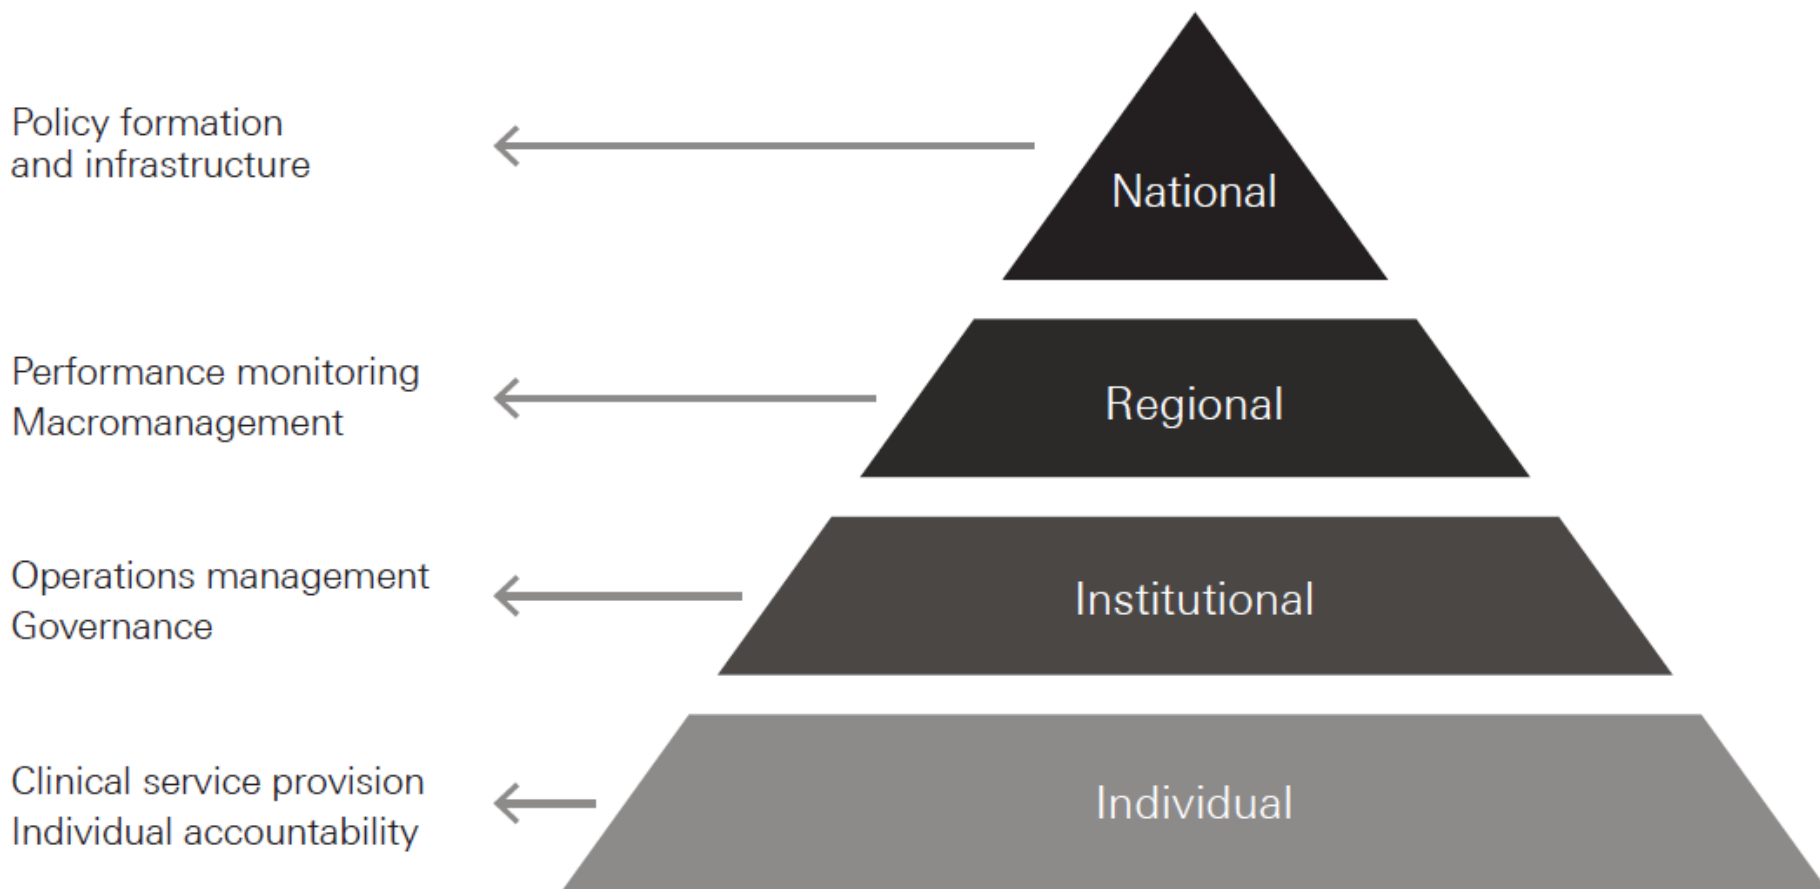 Policy formation
and infrastructure
National
Performance monitoring
Macromanagement
Regional
Operations management
Governance
Institutional
Clinical service provision
Individual accountability
Individual